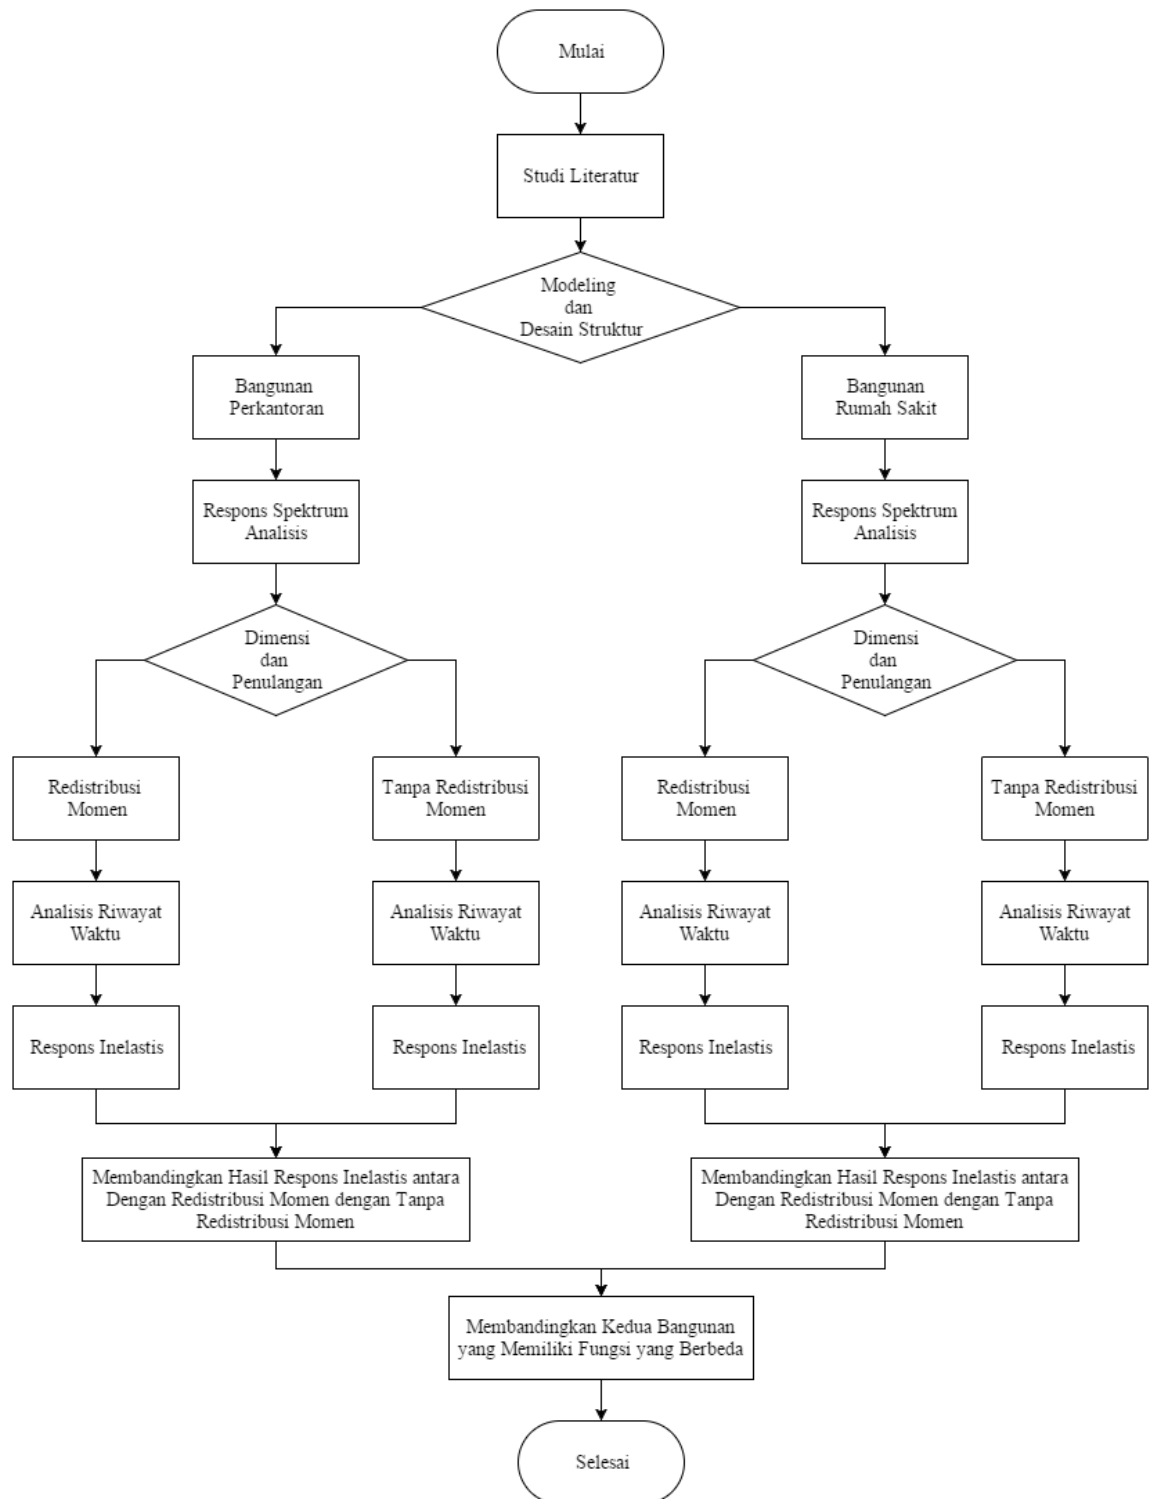 Mulai
Studi Literatur
Modeling
dan
Desain Struktur
Bangunan
Perkantoran
Bangunan
Rumah Sakit
Respons Spektrum
Analisis
Respons Spektrum
Analisis
Dimensi
dan
Penulangan
Dimensi
dan
Penulangan
Redistribusi
Momen
Tanpa Redistribusi
Momen
Redistribusi
Momen
Tanpa Redistribusi
Momen
Analisis Riwayat
Waktu
Analisis Riwayat
Waktu
Analisis Riwayat
Waktu
Analisis Riwayat
Waktu
Respons Inelastis
Respons Inelastis
Respons Inelastis
Respons Inelastis
Membandingkan Hasil Respons Inelastis antara
Dengan Redistribusi Momen dengan Tanpa
Redistribusi Momen
Membandingkan Hasil Respons Inelastis antara
Dengan Redistribusi Momen dengan Tanpa
Redistribusi Momen
Membandingkan Kedua Bangunan
yang Memiliki Fungsi yang Berbeda
Selesai